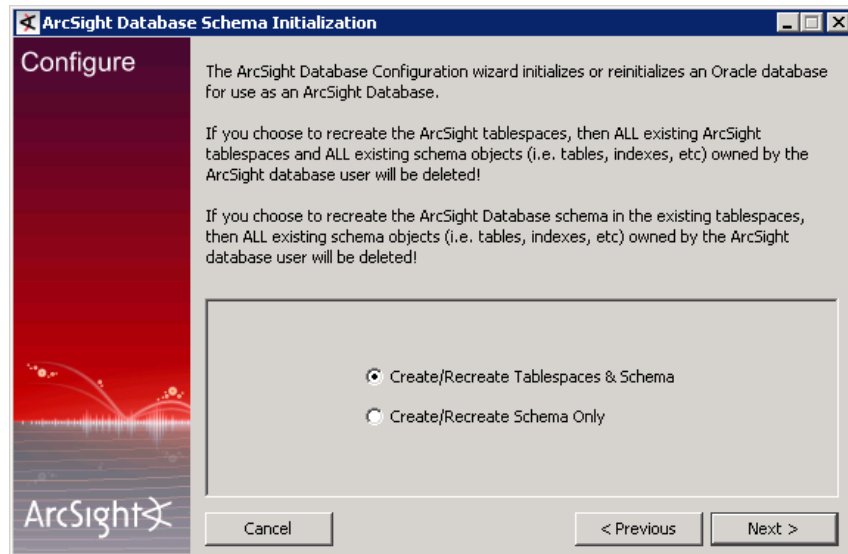 ArcSight Database Schema Initialization
Configure
The ArcSight Database Configuration wizard initializes or reinitializes an Oracle database
for use as an ArcSight Database.
If you choose to recreate the ArcSight tablespaces, then ALL existing ArcSight
tablespaces and ALL existing schema objects (i.e. tables, indexes, etc) owned by the
ArcSight database user will be deleted!
If you choose to recreate the ArcSight Database schema in the existing tablespaces,
then ALL existing schema objects (i.e. tables, indexes, etc) owned by the ArcSight
database user will be deleted!
Create/Recreate Tablespaces & Schema
Create/Recreate Schema Only
ArcSight
Cancel
< Previous
Next >